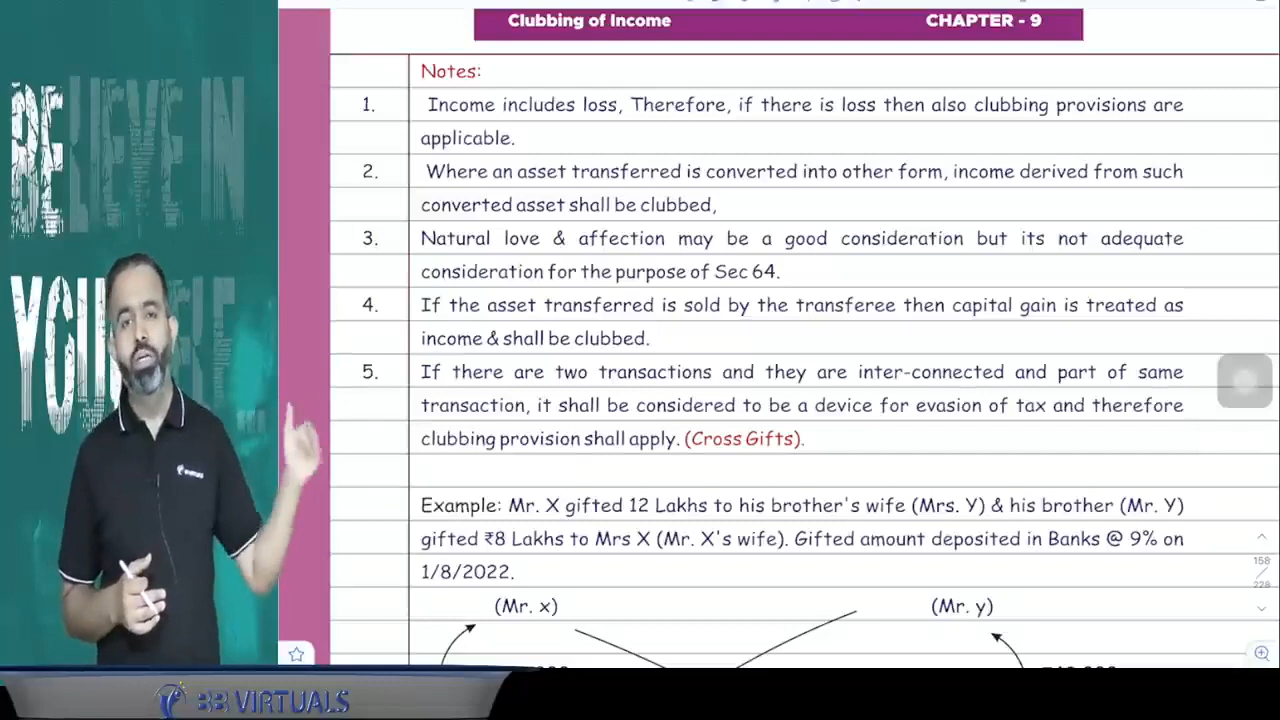 Clubbing of Income CHAPTER - 9
BELIEVE IN
YOURSELF
Notes:
1. Income includes loss, Therefore, if there is loss then also clubbing provisions are
applicable.
2. Where an asset transferred is converted into other form, income derived from such
converted asset shall be clubbed,
3. Natural love & affection may be a good consideration but its not adequate
consideration for the purpose of Sec 64.
4. If the asset transferred is sold by the transferee then capital gain is treated as
income & shall be clubbed.
5. If there are two transactions and they are inter-connected and part of same
transaction, it shall be considered to be a device for evasion of tax and therefore
clubbing provision shall apply. (Cross Gifts).
Example: Mr. X gifted 12 Lakhs to his brother's wife (Mrs. Y) & his brother (Mr. Y)
gifted ₹8 Lakhs to Mrs X (Mr. X's wife). Gifted amount deposited in Banks @ 9% on
1/8/2022.
(Mr. x) (Mr. y)
158
228
BB VIRTUALS